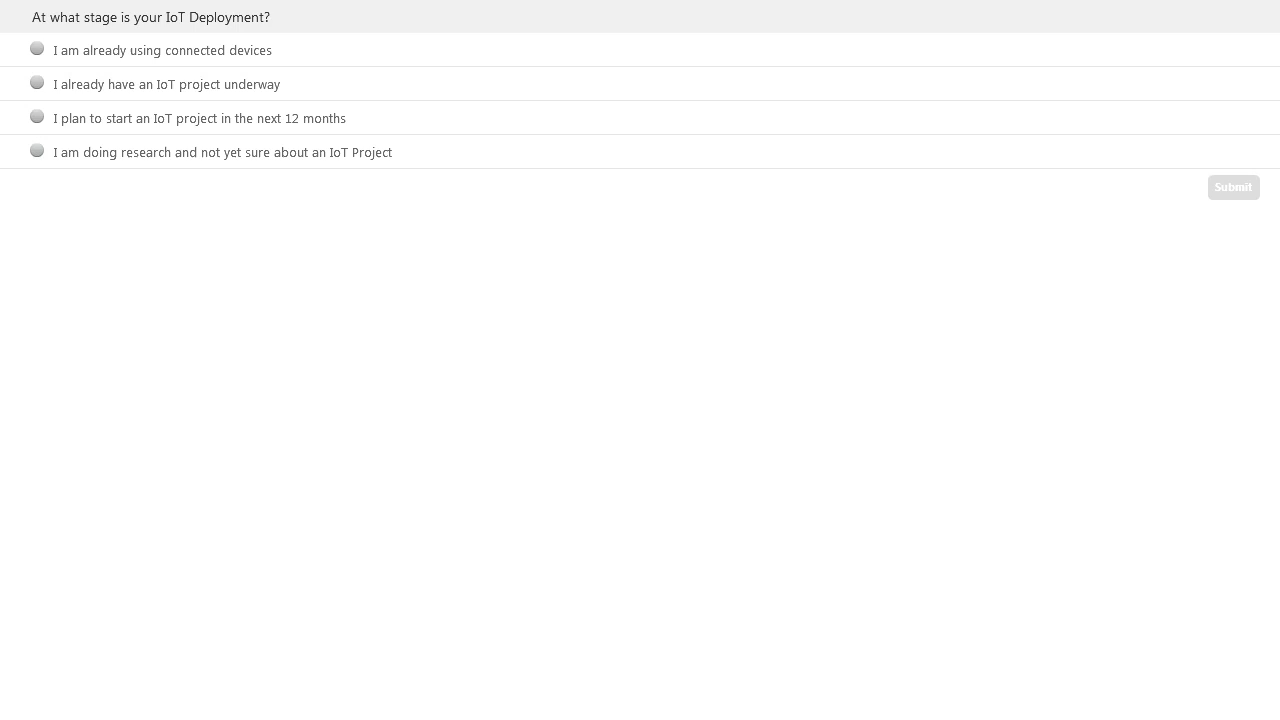 At what stage is your IoT Deployment?
I am already using connected devices
I already have an IoT project underway
I plan to start an IoT project in the next 12 months
I am doing research and not yet sure about an IoT Project
Submit